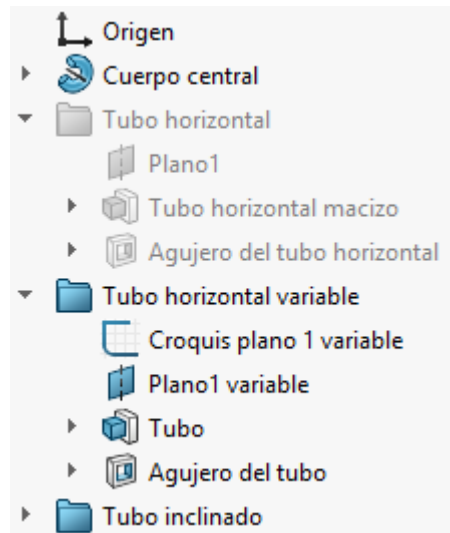 Origen
Cuerpo central
Tubo horizontal
Plano1
Tubo horizontal macizo
Agujero del tubo horizontal
Tubo horizontal variable
Croquis plano 1 variable
Plano1 variable
Tubo
Agujero del tubo
Tubo inclinado